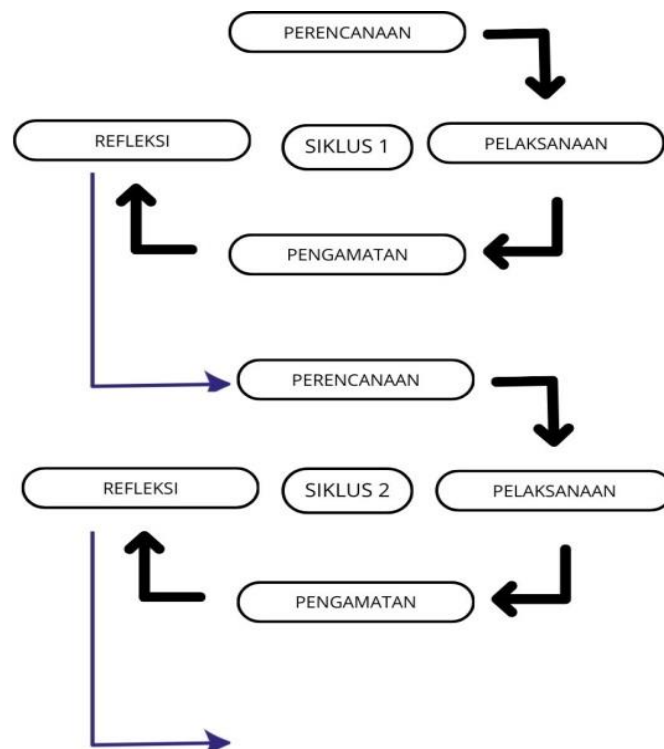 PERENCANAAN
REFLEKSI
SIKLUS 1
PELAKSANAAN
PENGAMATAN
PERENCANAAN
REFLEKSI
SIKLUS 2
PELAKSANAAN
PENGAMATAN